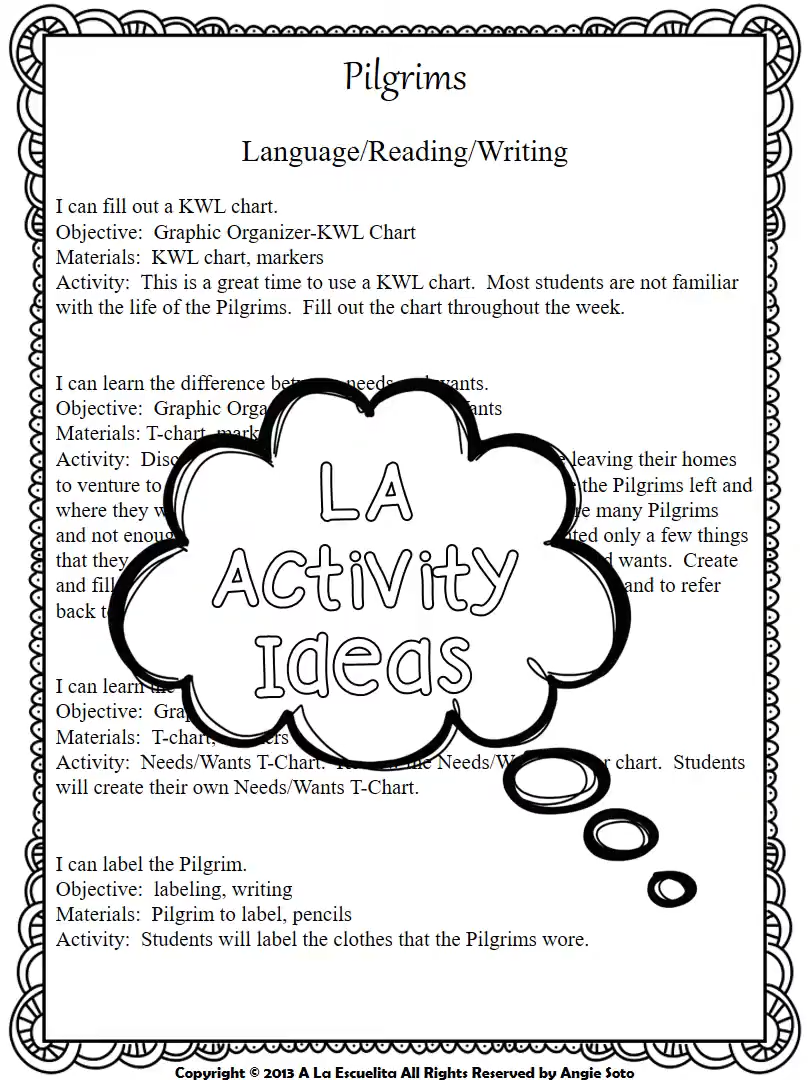 Pilgrims
Language/Reading/Writing
I can fill out a KWL chart.
Objective:  Graphic Organizer-KWL Chart
Materials:  KWL chart, markers
Activity:  This is a great time to use a KWL chart.  Most students are not familiar
with the life of the Pilgrims.  Fill out the chart throughout the week.
I can learn the difference between needs and wants.
Objective:  Graphic
Materials: T-chart,
Activity: leaving their homes
to venture to the Pilgrims left and
where they many Pilgrims
and not only a few things
that they wants.  Create
and fill and to refer
back
LA
Activity
Ideas
I can learn the
Objective:
Materials:  T-chart,
Activity:  Needs/Wants T-Chart. the chart.  Students
will create their own Needs/Wants T-Chart.
I can label the Pilgrim.
Objective:  labeling, writing
Materials:  Pilgrim to label, pencils
Activity:  Students will label the clothes that the Pilgrims wore.
Copyright © 2013 A La Escuelita All Rights Reserved by Angie Soto